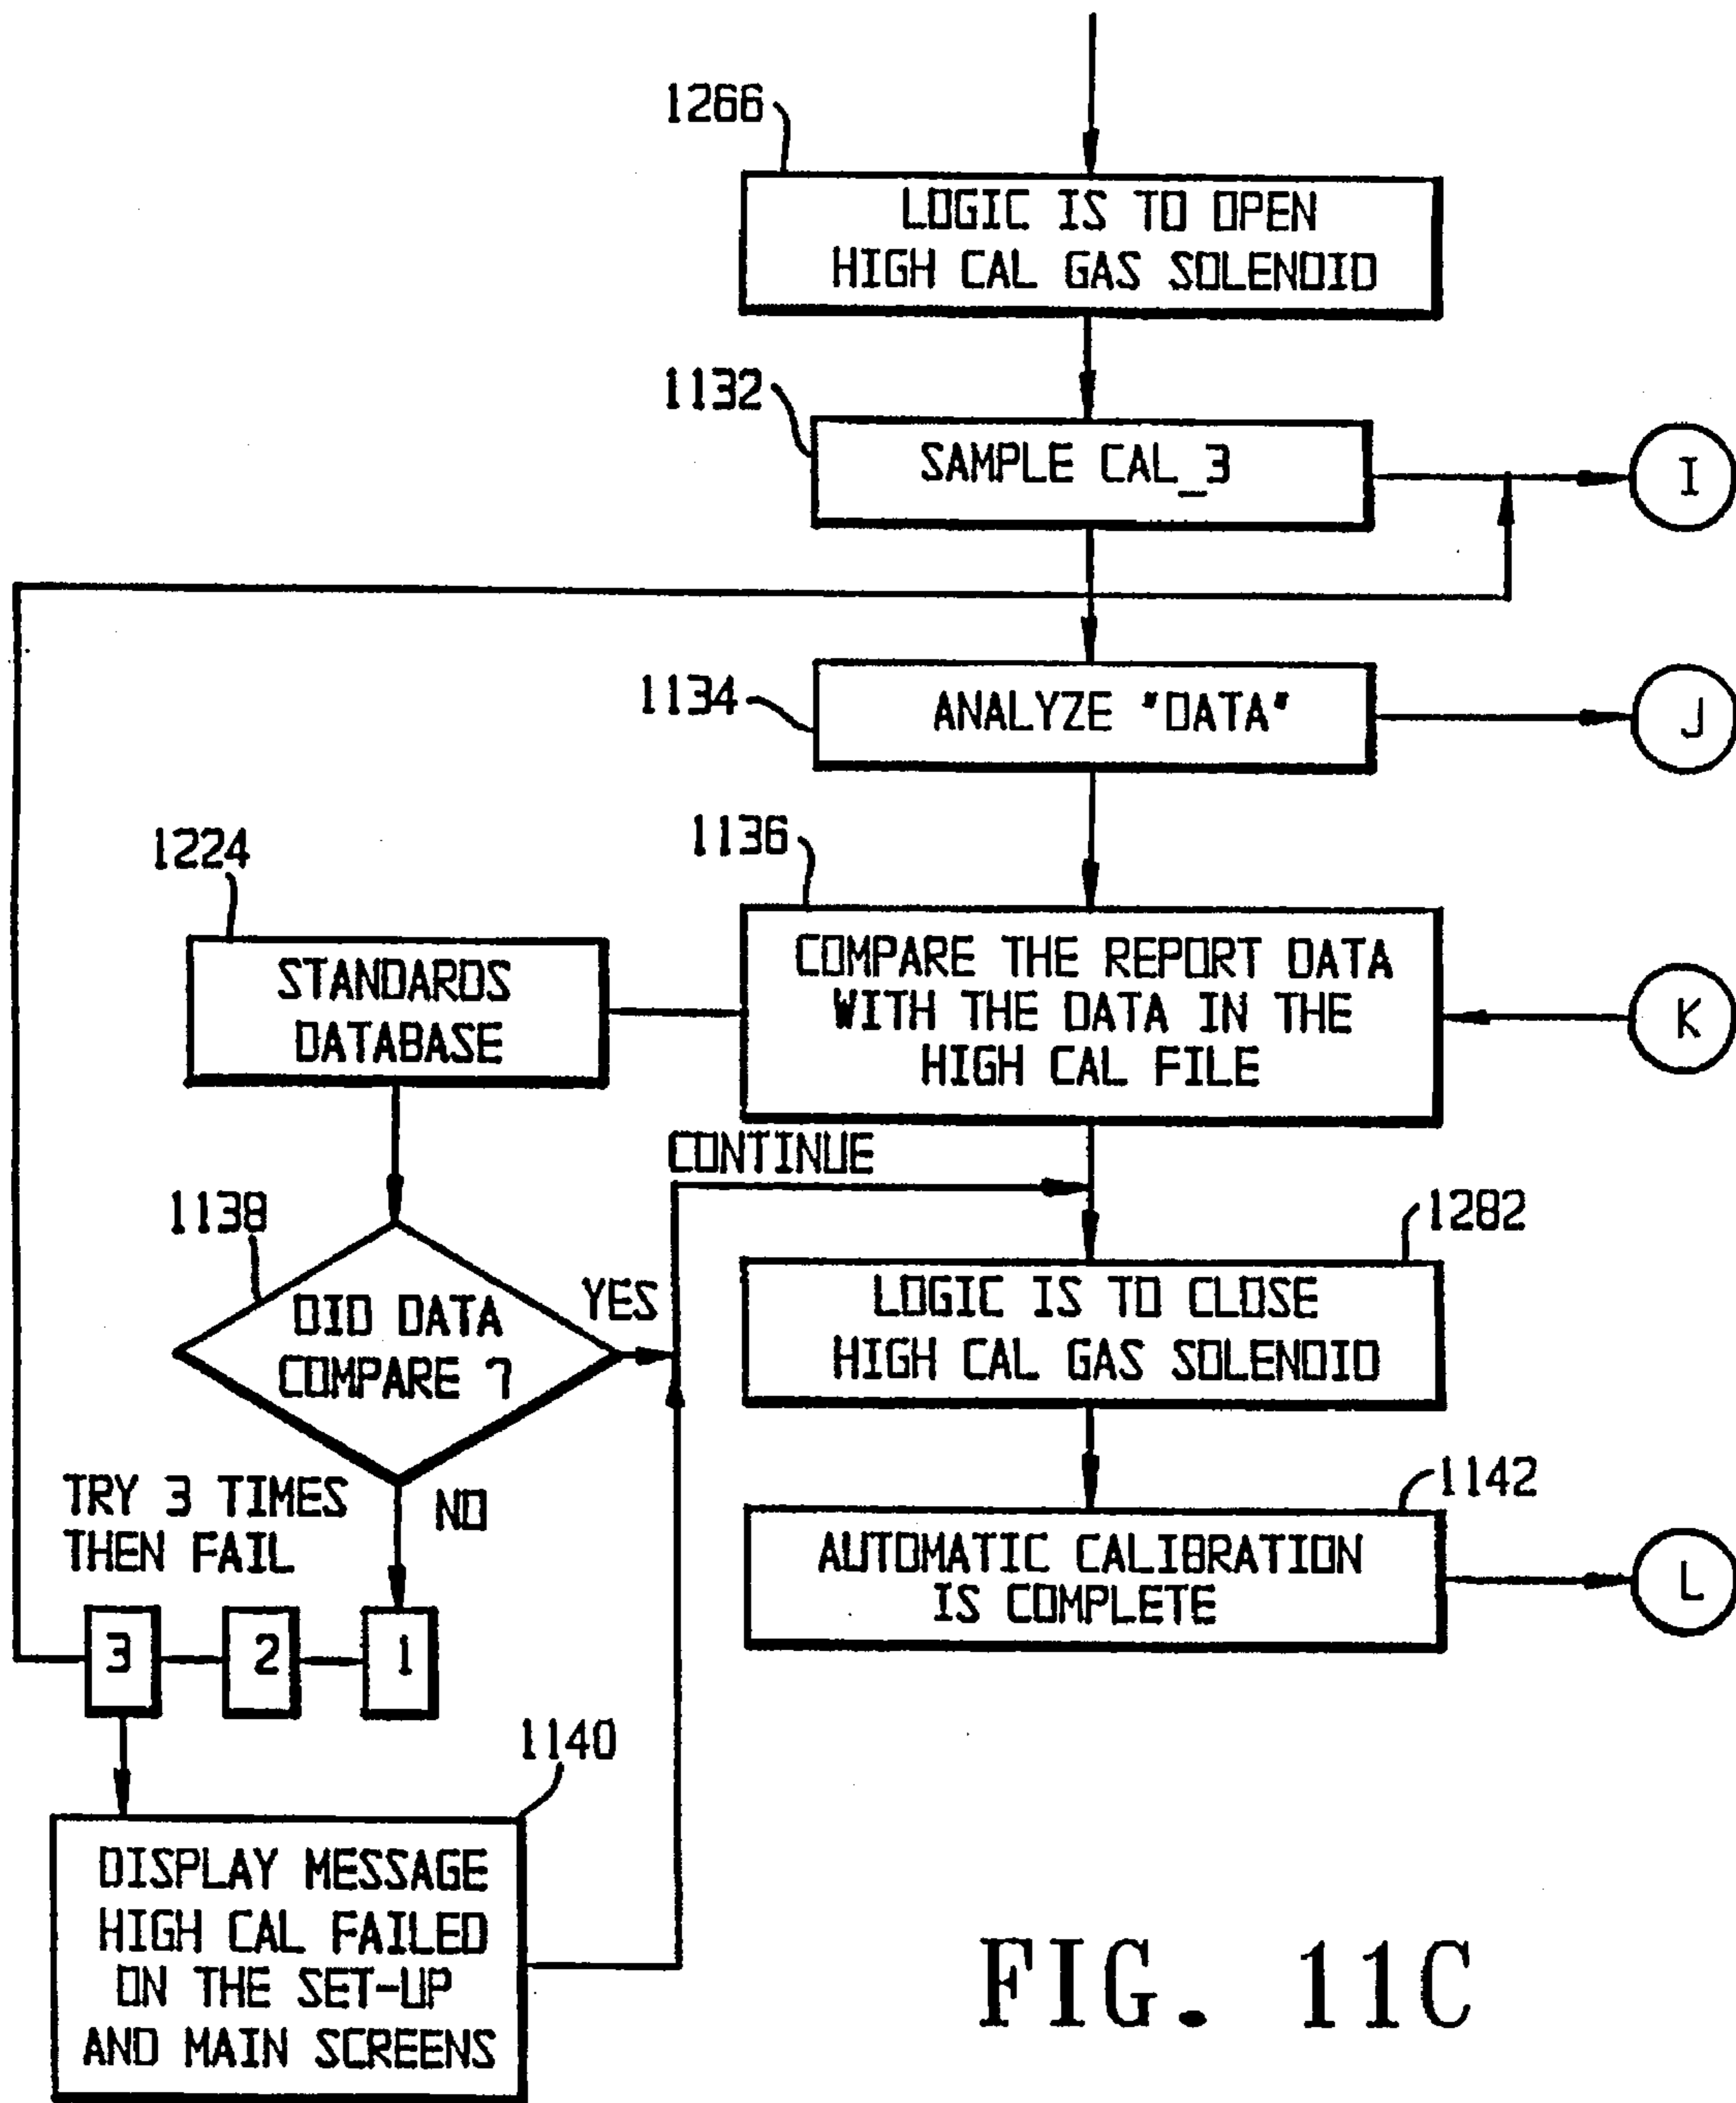 1266
LOGIC IS TO OPEN
HIGH CAL GAS SOLENOID
1132
SAMPLE CAL_3
I
1134
ANALYZE "DATA"
J
1224
STANDARDS
DATABASE
1136
COMPARE THE REPORT DATA
WITH THE DATA IN THE
HIGH CAL FILE
K
CONTINUE
1138
DID DATA
COMPARE ?
YES
NO
1282
LOGIC IS TO CLOSE
HIGH CAL GAS SOLENOID
TRY 3 TIMES
THEN FAIL
3
2
1
1142
AUTOMATIC CALIBRATION
IS COMPLETE
L
1140
DISPLAY MESSAGE
HIGH CAL FAILED
ON THE SET-UP
AND MAIN SCREENS
FIG. 11C